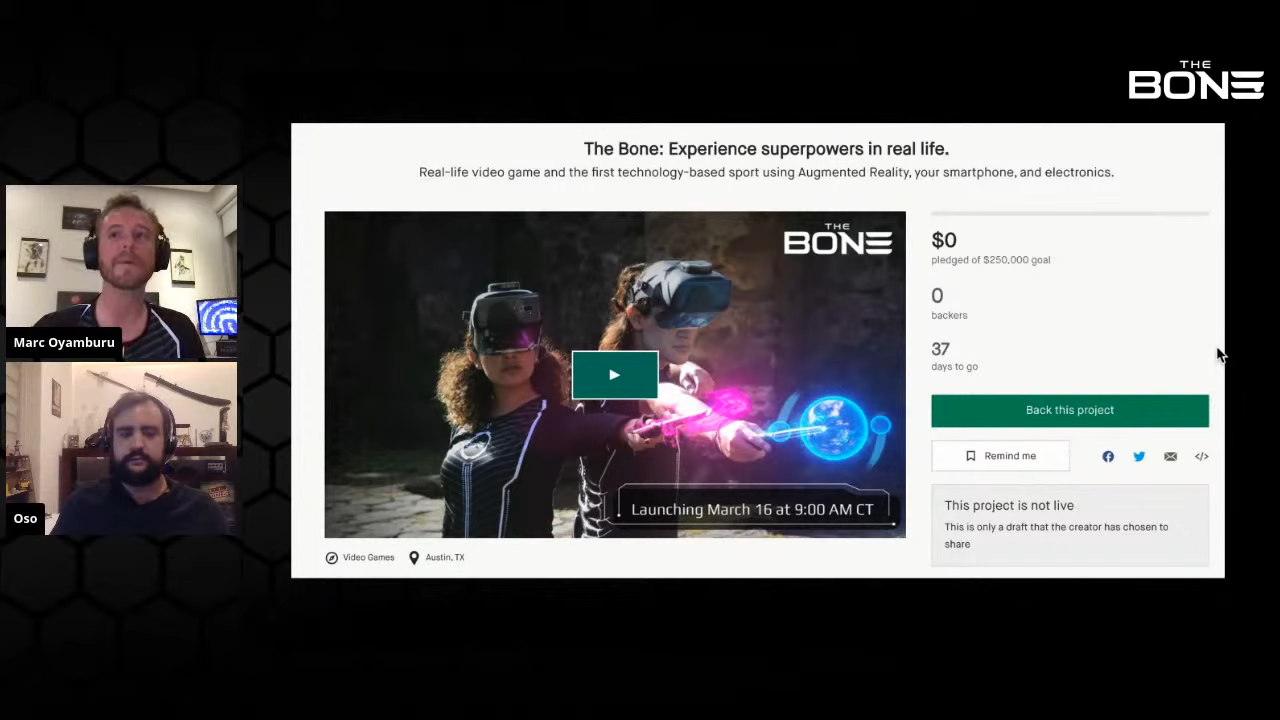 THE
BONE
The Bone: Experience superpowers in real life.
Real-life video game and the first technology-based sport using Augmented Reality, your smartphone, and electronics.
THE
BONE
Launching March 16 at 9:00 AM CT
Video Games
Austin, TX
$0
pledged of $250,000 goal
0
backers
37
days to go
Back this project
Remind me
This project is not live
This is only a draft that the creator has chosen to
share
Marc Oyamburu
Oso